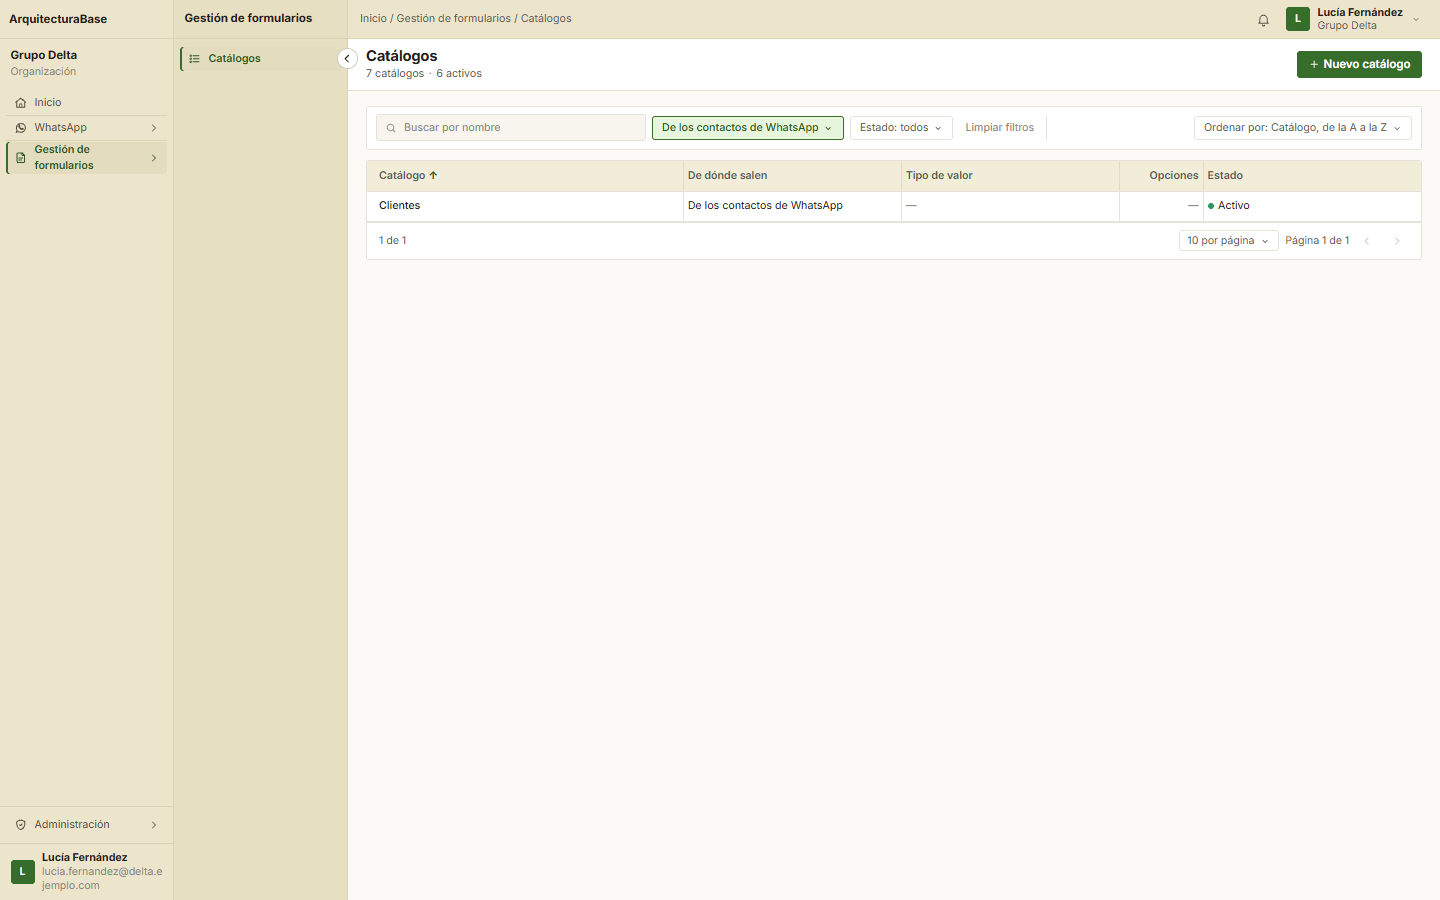 ArquitecturaBase
Grupo Delta
Organización
Inicio
WhatsApp
Gestión de
formularios
Administración
L
Lucía Fernández
lucia.fernandez@delta.e
jemplo.com
Gestión de formularios
Catálogos
Inicio / Gestión de formularios / Catálogos
L
Lucía Fernández
Grupo Delta
Catálogos
7 catálogos · 6 activos
+ Nuevo catálogo
Buscar por nombre
De los contactos de WhatsApp
Estado: todos
Limpiar filtros
Ordenar por: Catálogo, de la A a la Z
Catálogo ↑ De dónde salen Tipo de valor Opciones Estado
Clientes De los contactos de WhatsApp — — Activo
1 de 1
10 por página
Página 1 de 1